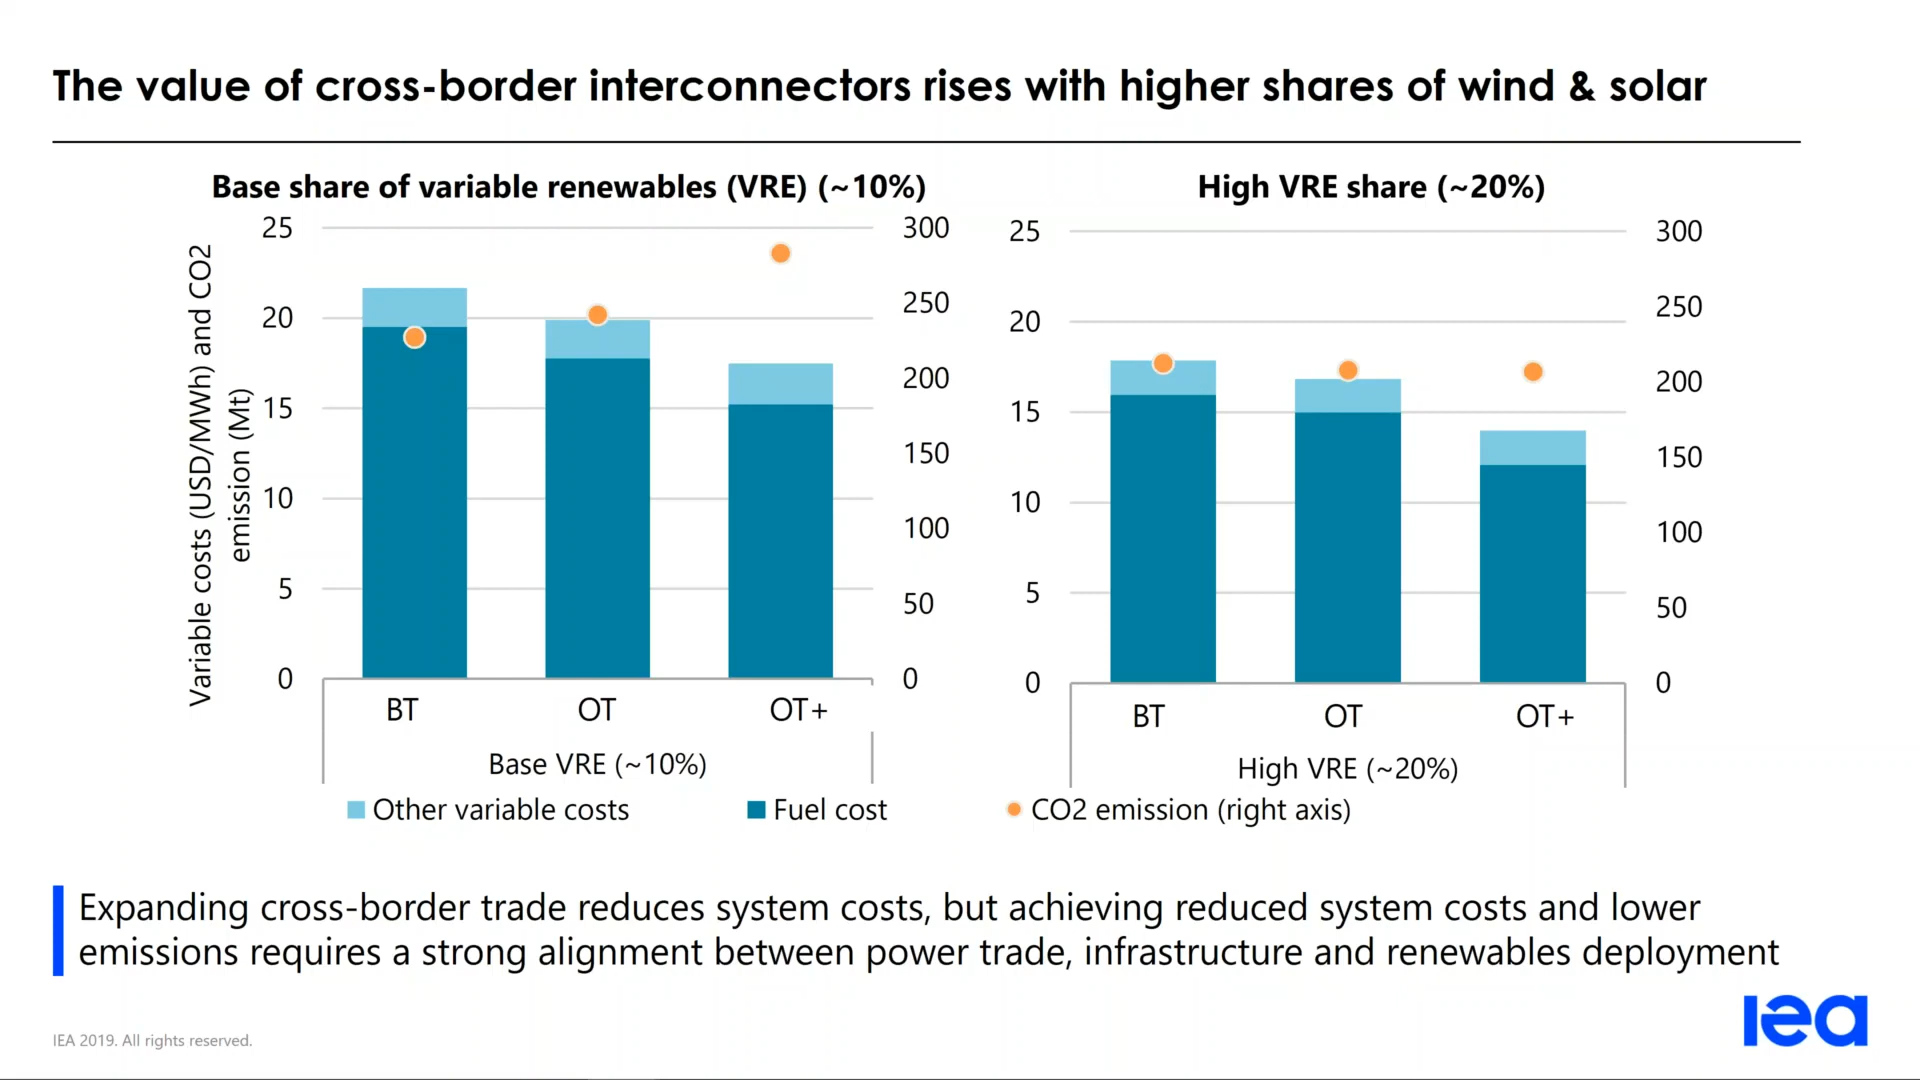 The value of cross-border interconnectors rises with higher shares of wind & solar
Base share of variable renewables (VRE) (~10%)
Variable costs (USD/MWh) and CO2
emission (Mt)
25
20
15
10
5
0
300
250
200
150
100
50
0
BT OT OT+
Base VRE (~10%)
High VRE share (~20%)
25
20
15
10
5
0
300
250
200
150
100
50
0
BT OT OT+
High VRE (~20%)
Other variable costs Fuel cost CO2 emission (right axis)
Expanding cross-border trade reduces system costs, but achieving reduced system costs and lower
emissions requires a strong alignment between power trade, infrastructure and renewables deployment
iea
IEA 2019. All rights reserved.